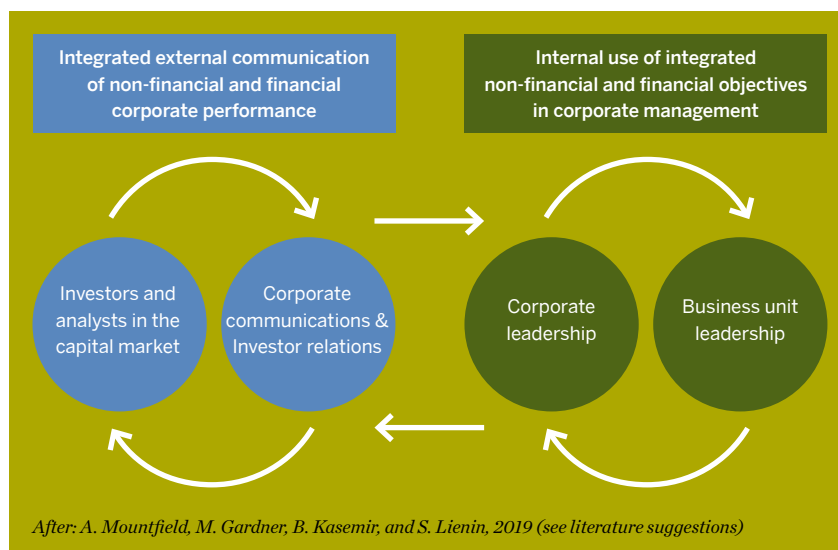 Integrated external communication
of non-financial and financial
corporate performance
Internal use of integrated
non-financial and financial objectives
in corporate management
Investors and
analysts in the
capital market
Corporate
communications &
Investor relations
Corporate
leadership
Business unit
leadership
After: A. Mountfield, M. Gardner, B. Kasemir, and S. Lienin, 2019 (see literature suggestions)